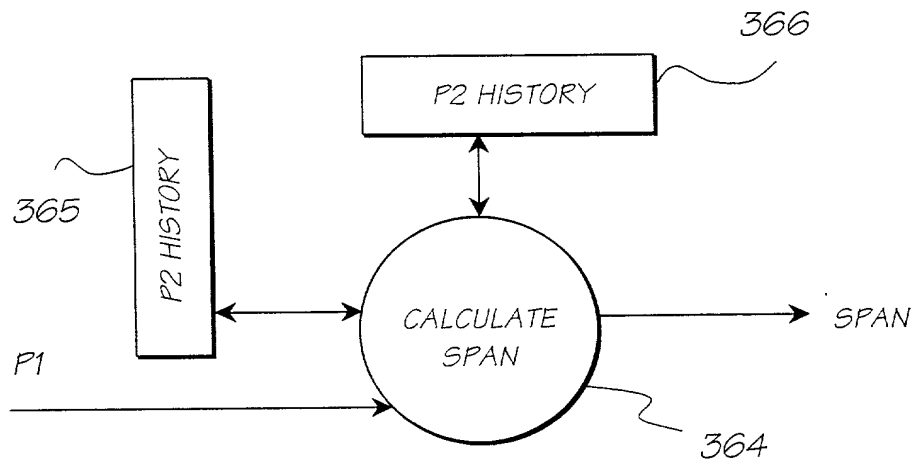 366
P2 HISTORY
365
P2 HISTORY
CALCULATE
SPAN
SPAN
P1
364